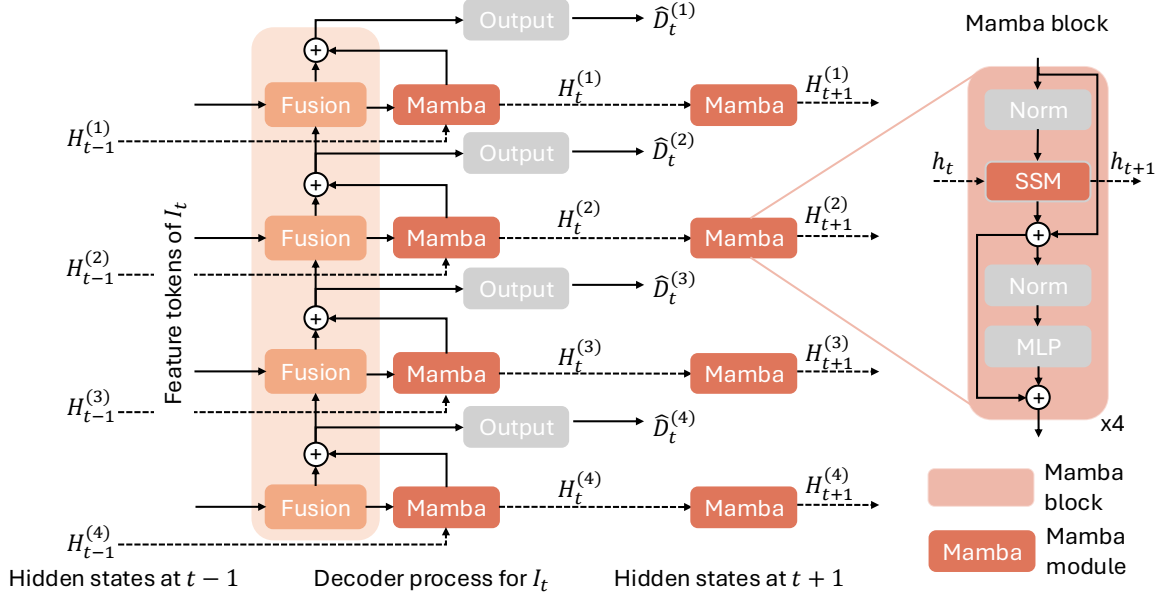 Output
$\hat{D}_t^{(1)}$
Mamba block
Fusion
Mamba
$H_t^{(1)}$
Mamba
$H_{t+1}^{(1)}$
Norm
$H_{t-1}^{(1)}$
Output
$\hat{D}_t^{(2)}$
$h_t$
SSM
$h_{t+1}$
Feature tokens of $I_t$
Fusion
Mamba
$H_t^{(2)}$
Mamba
$H_{t+1}^{(2)}$
$H_{t-1}^{(2)}$
Output
$\hat{D}_t^{(3)}$
Norm
MLP
Fusion
Mamba
$H_t^{(3)}$
Mamba
$H_{t+1}^{(3)}$
$H_{t-1}^{(3)}$
Output
$\hat{D}_t^{(4)}$
x4
Fusion
Mamba
$H_t^{(4)}$
Mamba
$H_{t+1}^{(4)}$
$H_{t-1}^{(4)}$
Mamba
block
Mamba
Mamba
module
Hidden states at $t-1$
Decoder process for $I_t$
Hidden states at $t+1$